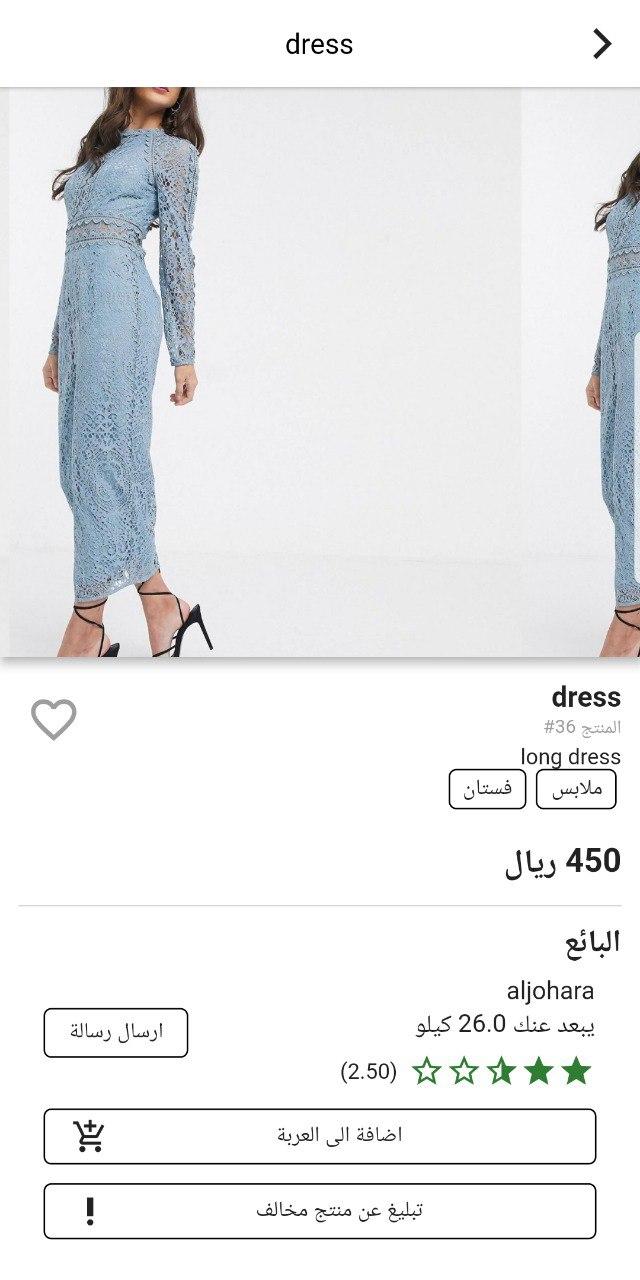 dress
dress
المنتج #36
long dress
ملابس
فستان
450 ريال
البائع
aljohara
يبعد عنك 26.0 كيلو
ارسال رسالة
(2.50)
اضافة الى العربة
تبليغ عن منتج مخالف